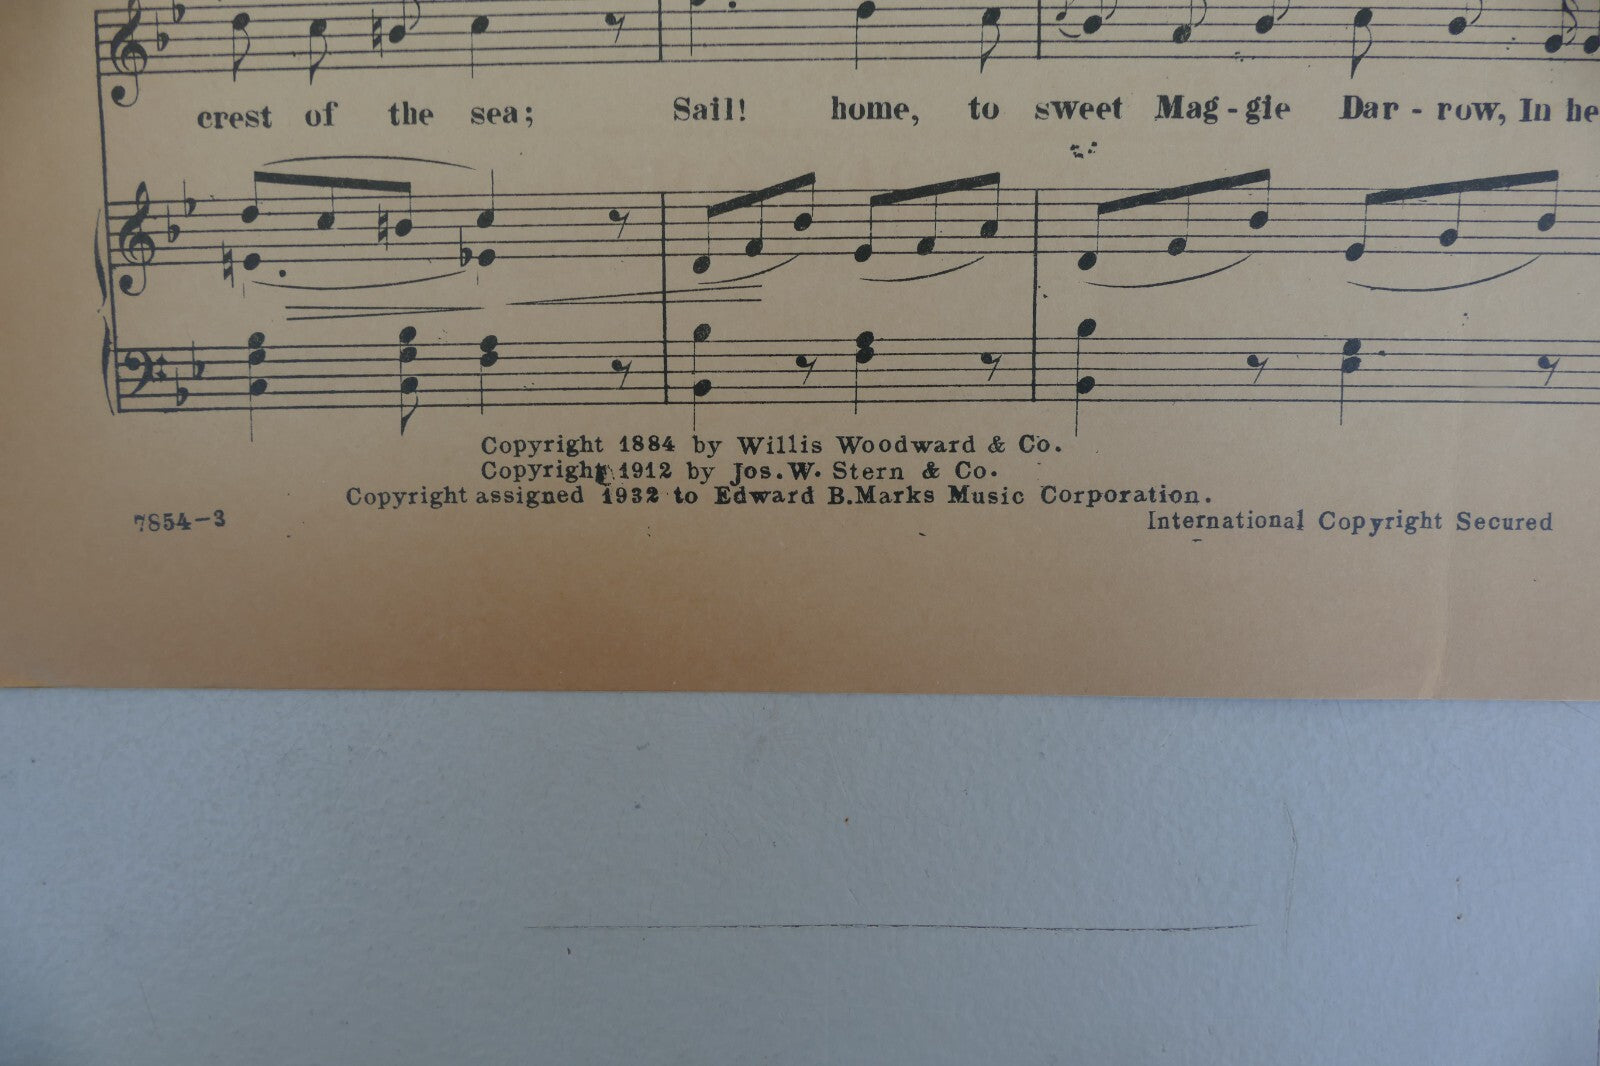 crest of the sea; Sail! home, to sweet Mag-gie Dar-row, In he
Copyright 1884 by Willis Woodward & Co.
Copyright 1912 by Jos. W. Stern & Co.
Copyright assigned 1932 to Edward B. Marks Music Corporation.
7854-3 International Copyright Secured